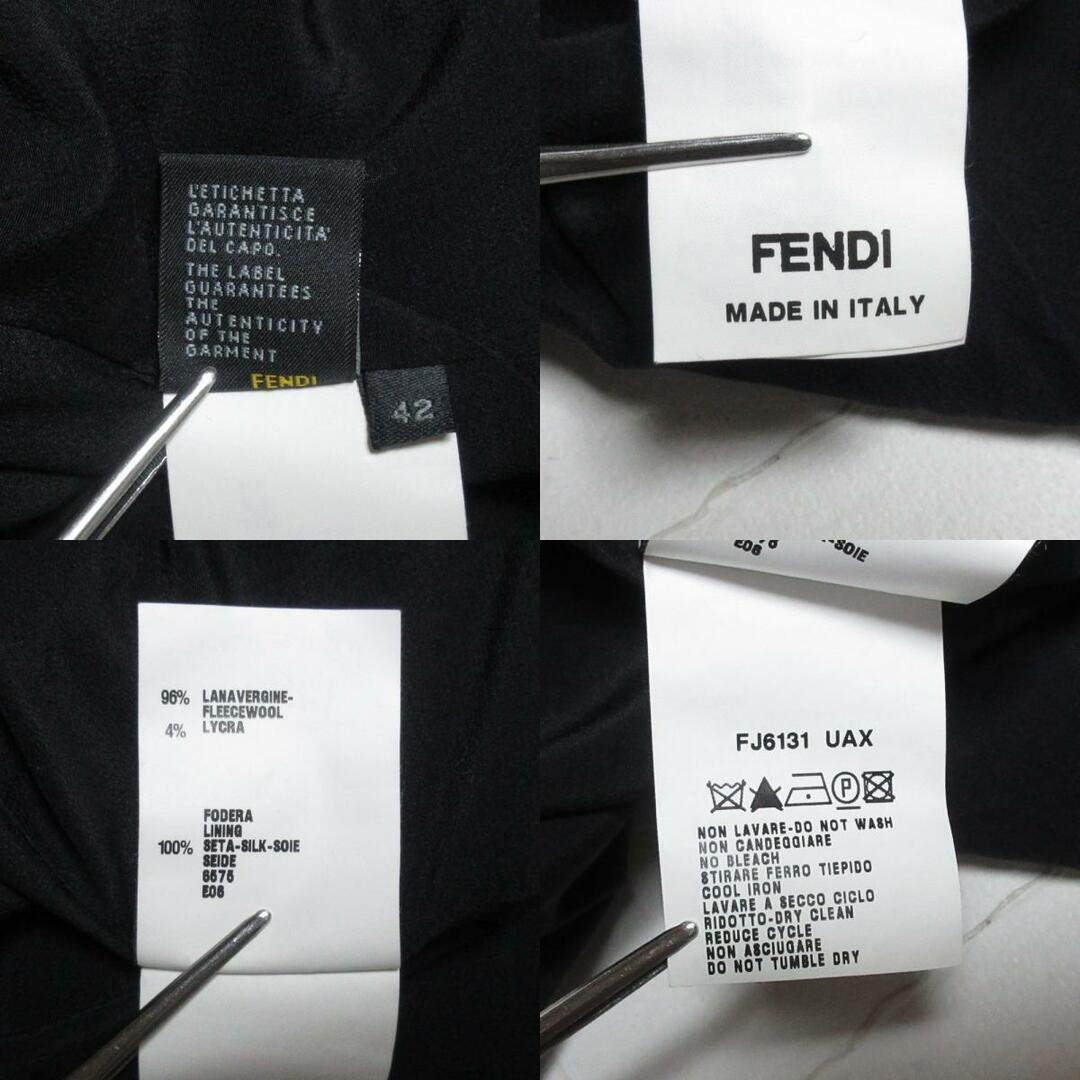 L'ETICHETTA
GARANTISCE
L'AUTENTICITA'
DEL CAPO.
THE LABEL
GUARANTEES
THE
AUTENTICITY
OF THE
GARMENT
FENDI
42
FENDI
MADE IN ITALY
96% LANAVERGINE-
FLEECEWOOL
4% LYCRA
FODERA
LINING
100% SETA-SILK-SOIE
SEIDE
6576
E06
E06
SOIE
FJ6131 UAX
P
NON LAVARE-DO NOT WASH
NON CANDEGGIARE
NO BLEACH
STIRARE FERRO TIEPIDO
COOL IRON
LAVARE A SECCO CICLO
RIDOTTO-DRY CLEAN
REDUCE CYCLE
NON ASCIUGARE
DO NOT TUMBLE DRY